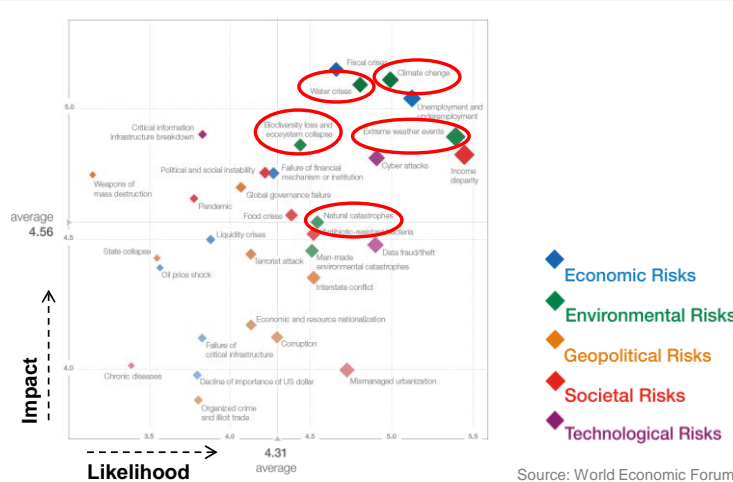 Fiscal crises
Climate change
Water crises
5.0
Unemployment and
underemployment
Biodiversity loss and
ecosystem collapse
Critical information
infrastructure breakdown
Extreme weather events
Cyber attacks
Income
disparity
Political and social instability
Failure of financial
mechanism or institution
Weapons of
mass destruction
Global governance failure
Pandemic
Food crises
Natural catastrophes
average
4.56
Antibiotic-resistant bacteria
Liquidity crises
4.5
Data fraud/theft
State collapse
Terrorist attack
Man-made
environmental catastrophes
Oil price shock
Interstate conflict
Economic and resource nationalization
Failure of
critical infrastructure
Corruption
4.0
Chronic diseases
Decline of importance of US dollar
Mismanaged urbanization
Organized crime
and illicit trade
3.5
4.0
4.5
5.0
5.5
4.31
average
Impact
Likelihood
Economic Risks
Environmental Risks
Geopolitical Risks
Societal Risks
Technological Risks
Source: World Economic Forum